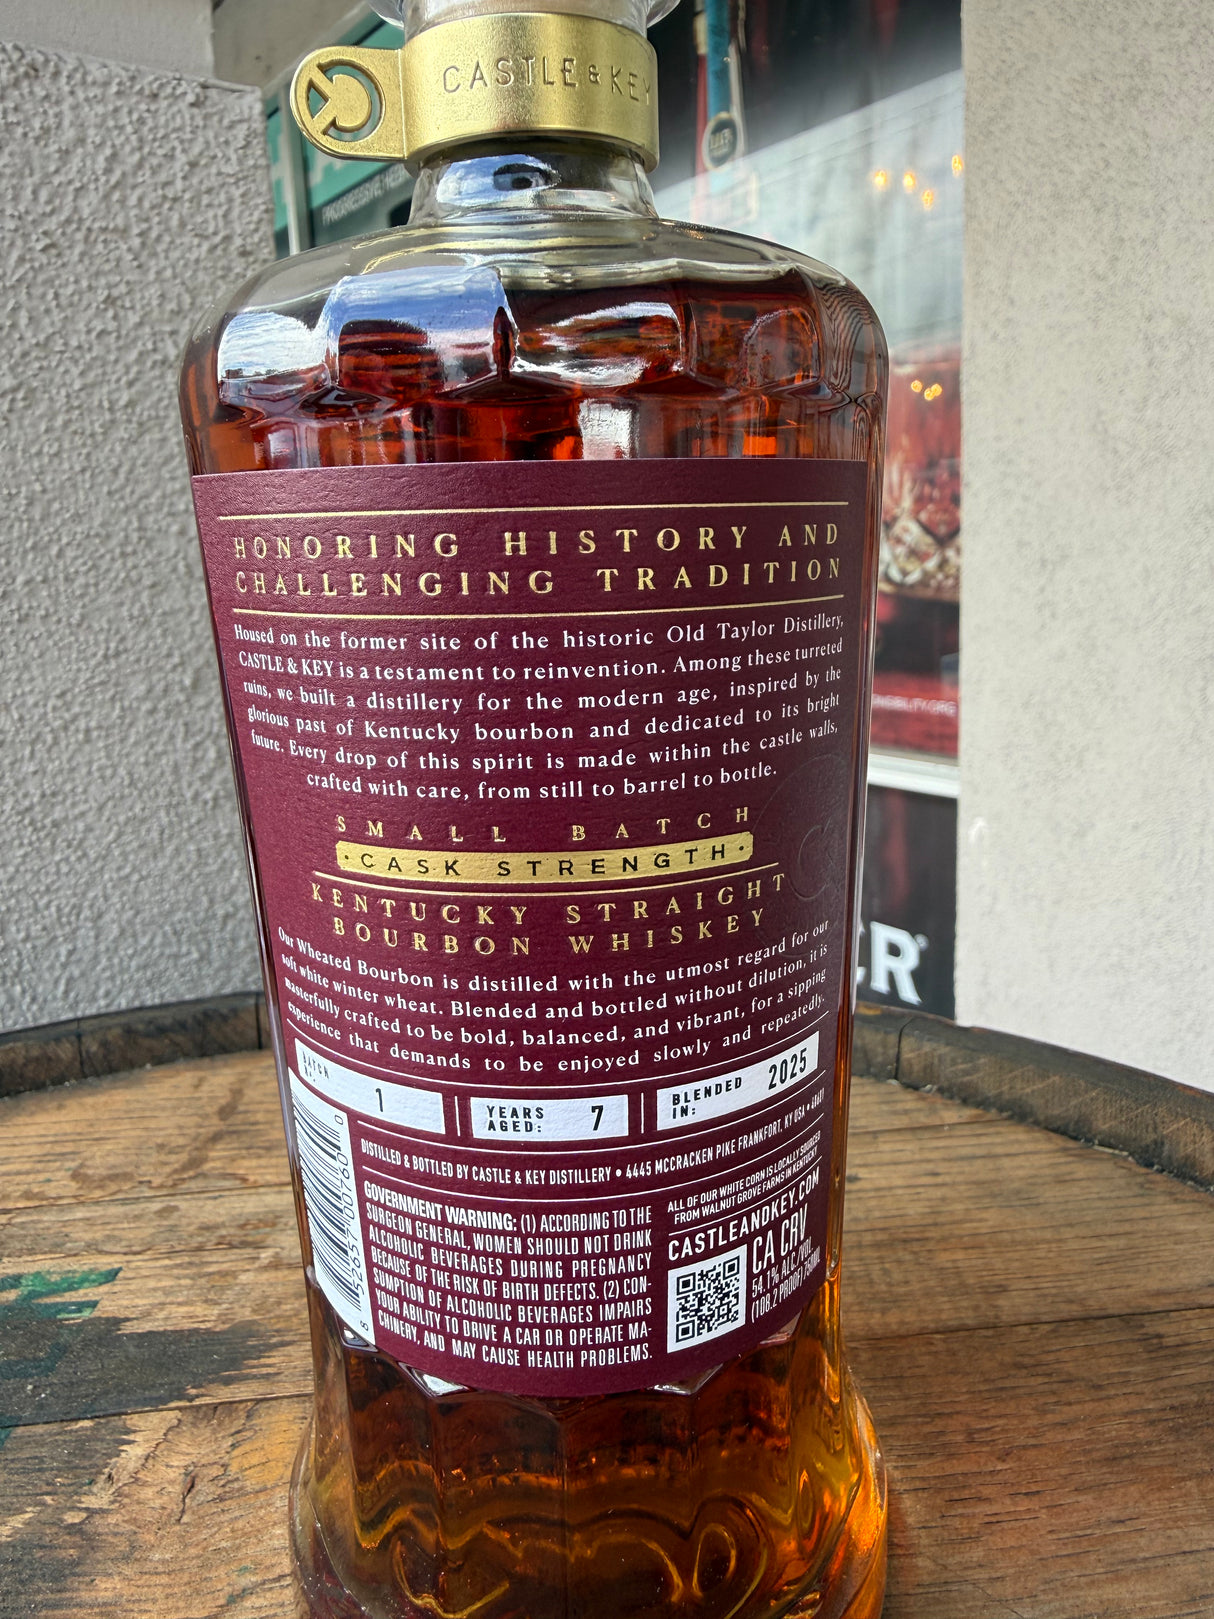 CASTLE & KEY
HONORING HISTORY AND
CHALLENGING TRADITION
Housed on the former site of the historic Old Taylor Distillery,
CASTLE & KEY is a testament to reinvention. Among these turreted
ruins, we built a distillery for the modern age, inspired by the
glorious past of Kentucky bourbon and dedicated to its bright
future. Every drop of this spirit is made within the castle walls,
crafted with care, from still to barrel to bottle.
SMALL BATCH
·CASK STRENGTH·
KENTUCKY STRAIGHT
BOURBON WHISKEY
Our Wheated Bourbon is distilled with the utmost regard for our
soft white winter wheat. Blended and bottled without dilution, it is
masterfully crafted to be bold, balanced, and vibrant, for a sipping
experience that demands to be enjoyed slowly and repeatedly.
BATCH
1
YEARS
AGED: 7
BLENDED
IN: 2025
DISTILLED & BOTTLED BY CASTLE & KEY DISTILLERY • 4445 MCCRACKEN PIKE FRANKFORT, KY USA •
ALL OF OUR WHITE CORN IS LOCALLY SOURCED
FROM WALNUT GROVE FARMS IN KENTUCKY
CASTLEANDKEY.COM
CA CRV
54.1% ALC/VOL
(108.2 PROOF) 750ML
GOVERNMENT WARNING: (1) ACCORDING TO THE
SURGEON GENERAL, WOMEN SHOULD NOT DRINK
ALCOHOLIC BEVERAGES DURING PREGNANCY
BECAUSE OF THE RISK OF BIRTH DEFECTS. (2) CON-
SUMPTION OF ALCOHOLIC BEVERAGES IMPAIRS
YOUR ABILITY TO DRIVE A CAR OR OPERATE MA-
CHINERY, AND MAY CAUSE HEALTH PROBLEMS.
8 52657 00760 0